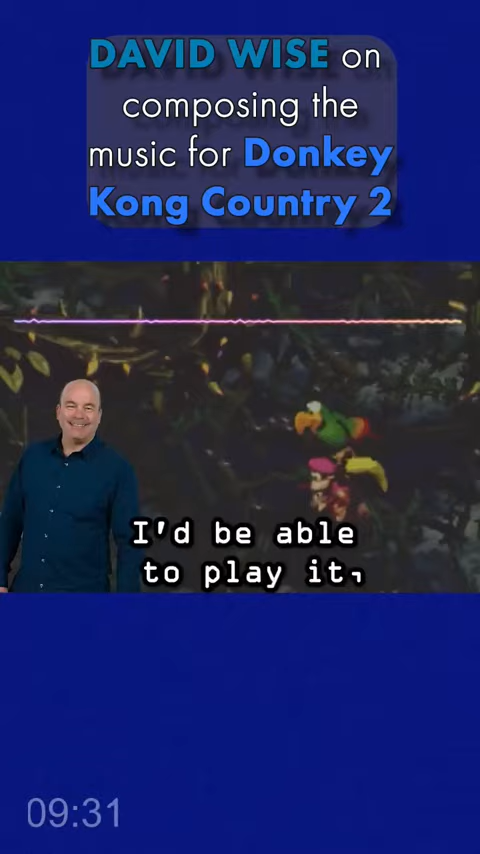 DAVID WISE on
composing the
music for Donkey
Kong Country 2
I'd be able
to play it,
09:31